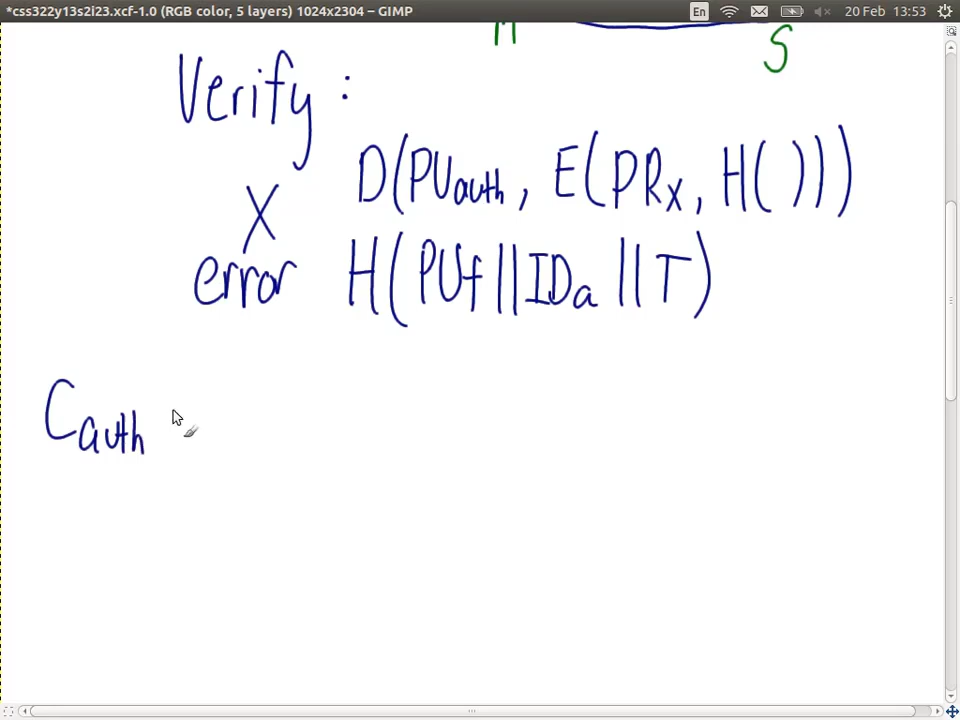 *css322y13s2i23.xcf-1.0 (RGB color, 5 layers) 1024x2304 – GIMP En 20 Feb 13:53
S
Verify :
D(PUauth, E(PRx, H()))
X
error H(PUf||IDa||T)
Cauth